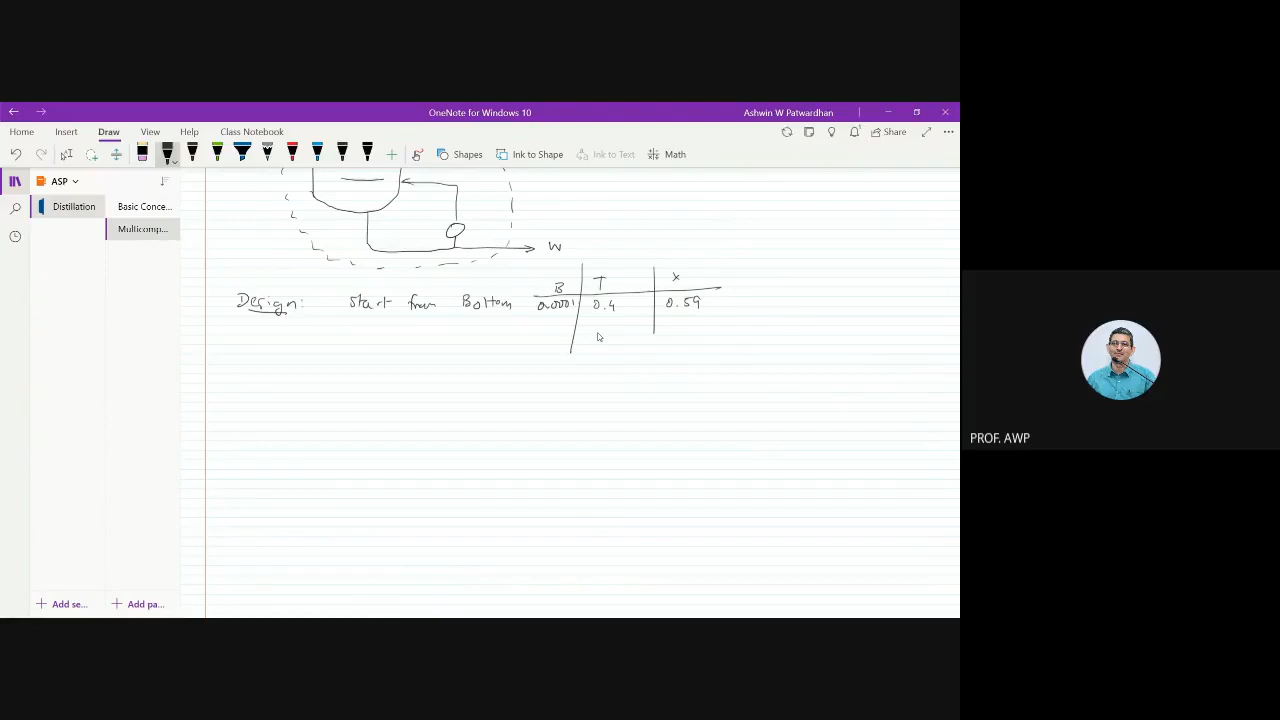 OneNote for Windows 10
Ashwin W Patwardhan
Home Insert Draw View Help Class Notebook
Share
Shapes Ink to Shape Ink to Text Math
ASP
Distillation
Basic Conce...
Multicomp...
W
B T x
Design: Start from Bottom 0.0001 0.4 0.59
PROF. AWP
Add se... Add pa...